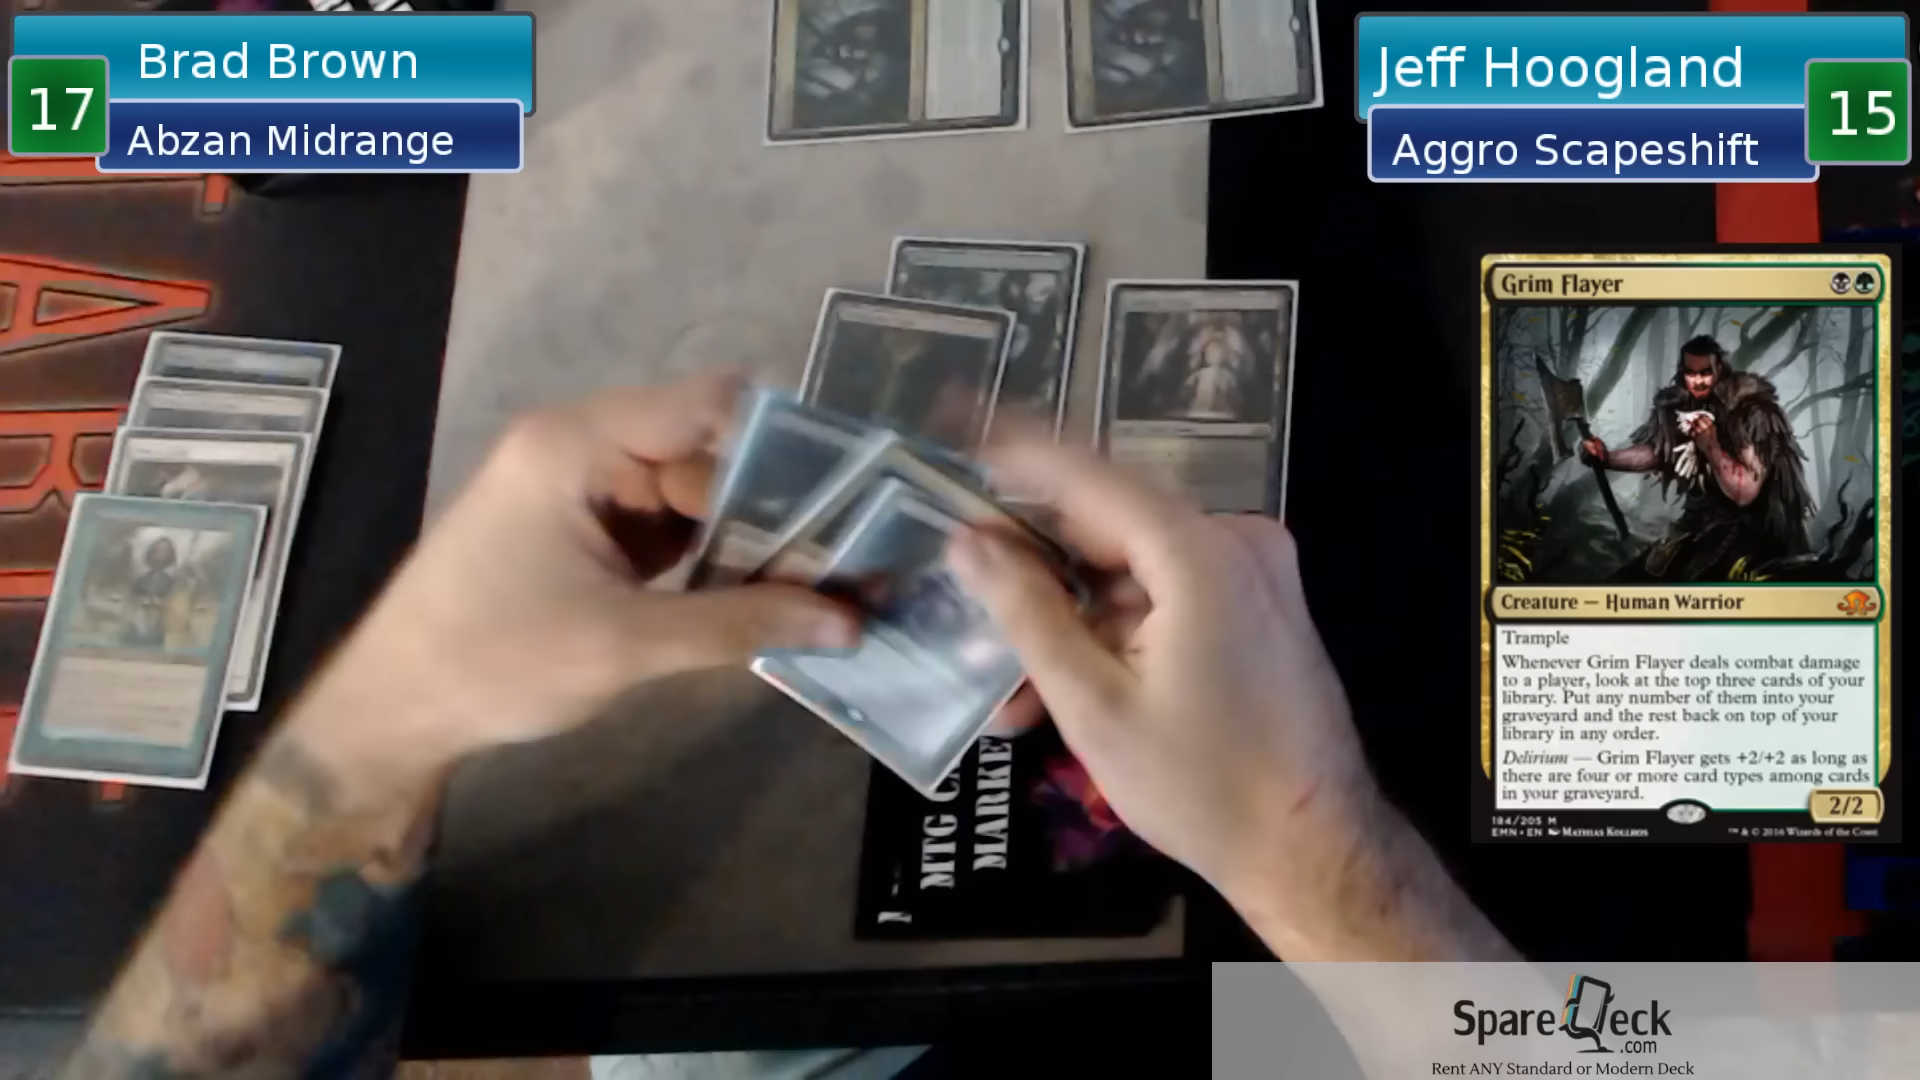 Brad Brown
17
Abzan Midrange
Jeff Hoogland
15
Aggro Scapeshift
Grim Flayer
Creature — Human Warrior
Trample
Whenever Grim Flayer deals combat damage
to a player, look at the top three cards of your
library. Put any number of them into your
graveyard and the rest back on top of your
library in any order.
Delirium — Grim Flayer gets +2/+2 as long as
there are four or more card types among cards
in your graveyard.
2/2
184/205 M
EMN • EN Mathias Kollros
™ & © 2016 Wizards of the Coast
MTG
MARKE
SpareDeck
.com
Rent ANY Standard or Modern Deck